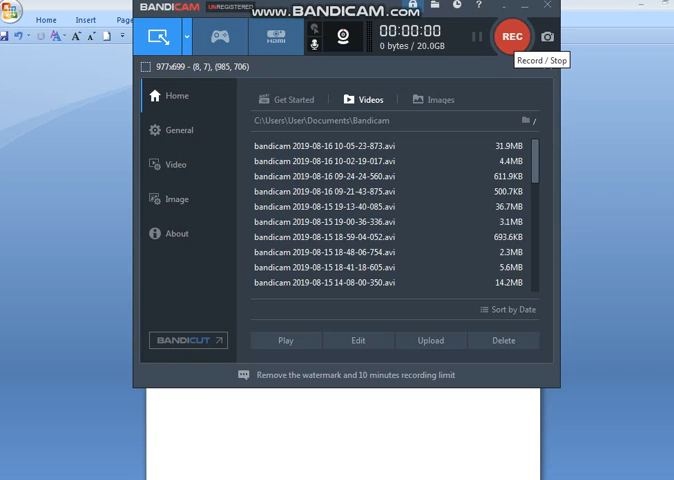 BANDICAM UNREGISTERED
www.BANDICAM.com
Home Insert Page
HDMI
00:00:00
0 bytes / 20.0GB
REC
Record / Stop
977x699 - (8, 7), (985, 706)
Home
General
Video
Image
About
BANDICUT
Get Started Videos Images
C:\Users\User\Documents\Bandicam
bandicam 2019-08-16 10-05-23-873.avi 31.9MB
bandicam 2019-08-16 10-02-19-017.avi 4.4MB
bandicam 2019-08-16 09-24-24-560.avi 611.9KB
bandicam 2019-08-16 09-21-43-875.avi 500.7KB
bandicam 2019-08-15 19-13-40-085.avi 36.7MB
bandicam 2019-08-15 19-00-36-336.avi 3.1MB
bandicam 2019-08-15 18-59-04-052.avi 693.6KB
bandicam 2019-08-15 18-48-06-754.avi 2.3MB
bandicam 2019-08-15 18-41-18-605.avi 5.6MB
bandicam 2019-08-15 14-08-00-350.avi 14.2MB
Sort by Date
Play Edit Upload Delete
Remove the watermark and 10 minutes recording limit